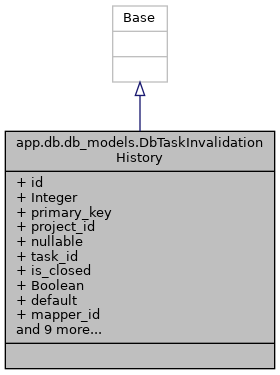 Base
app.db.db_models.DbTaskInvalidation
History
+ id
+ Integer
+ primary_key
+ project_id
+ nullable
+ task_id
+ is_closed
+ Boolean
+ default
+ mapper_id
and 9 more...